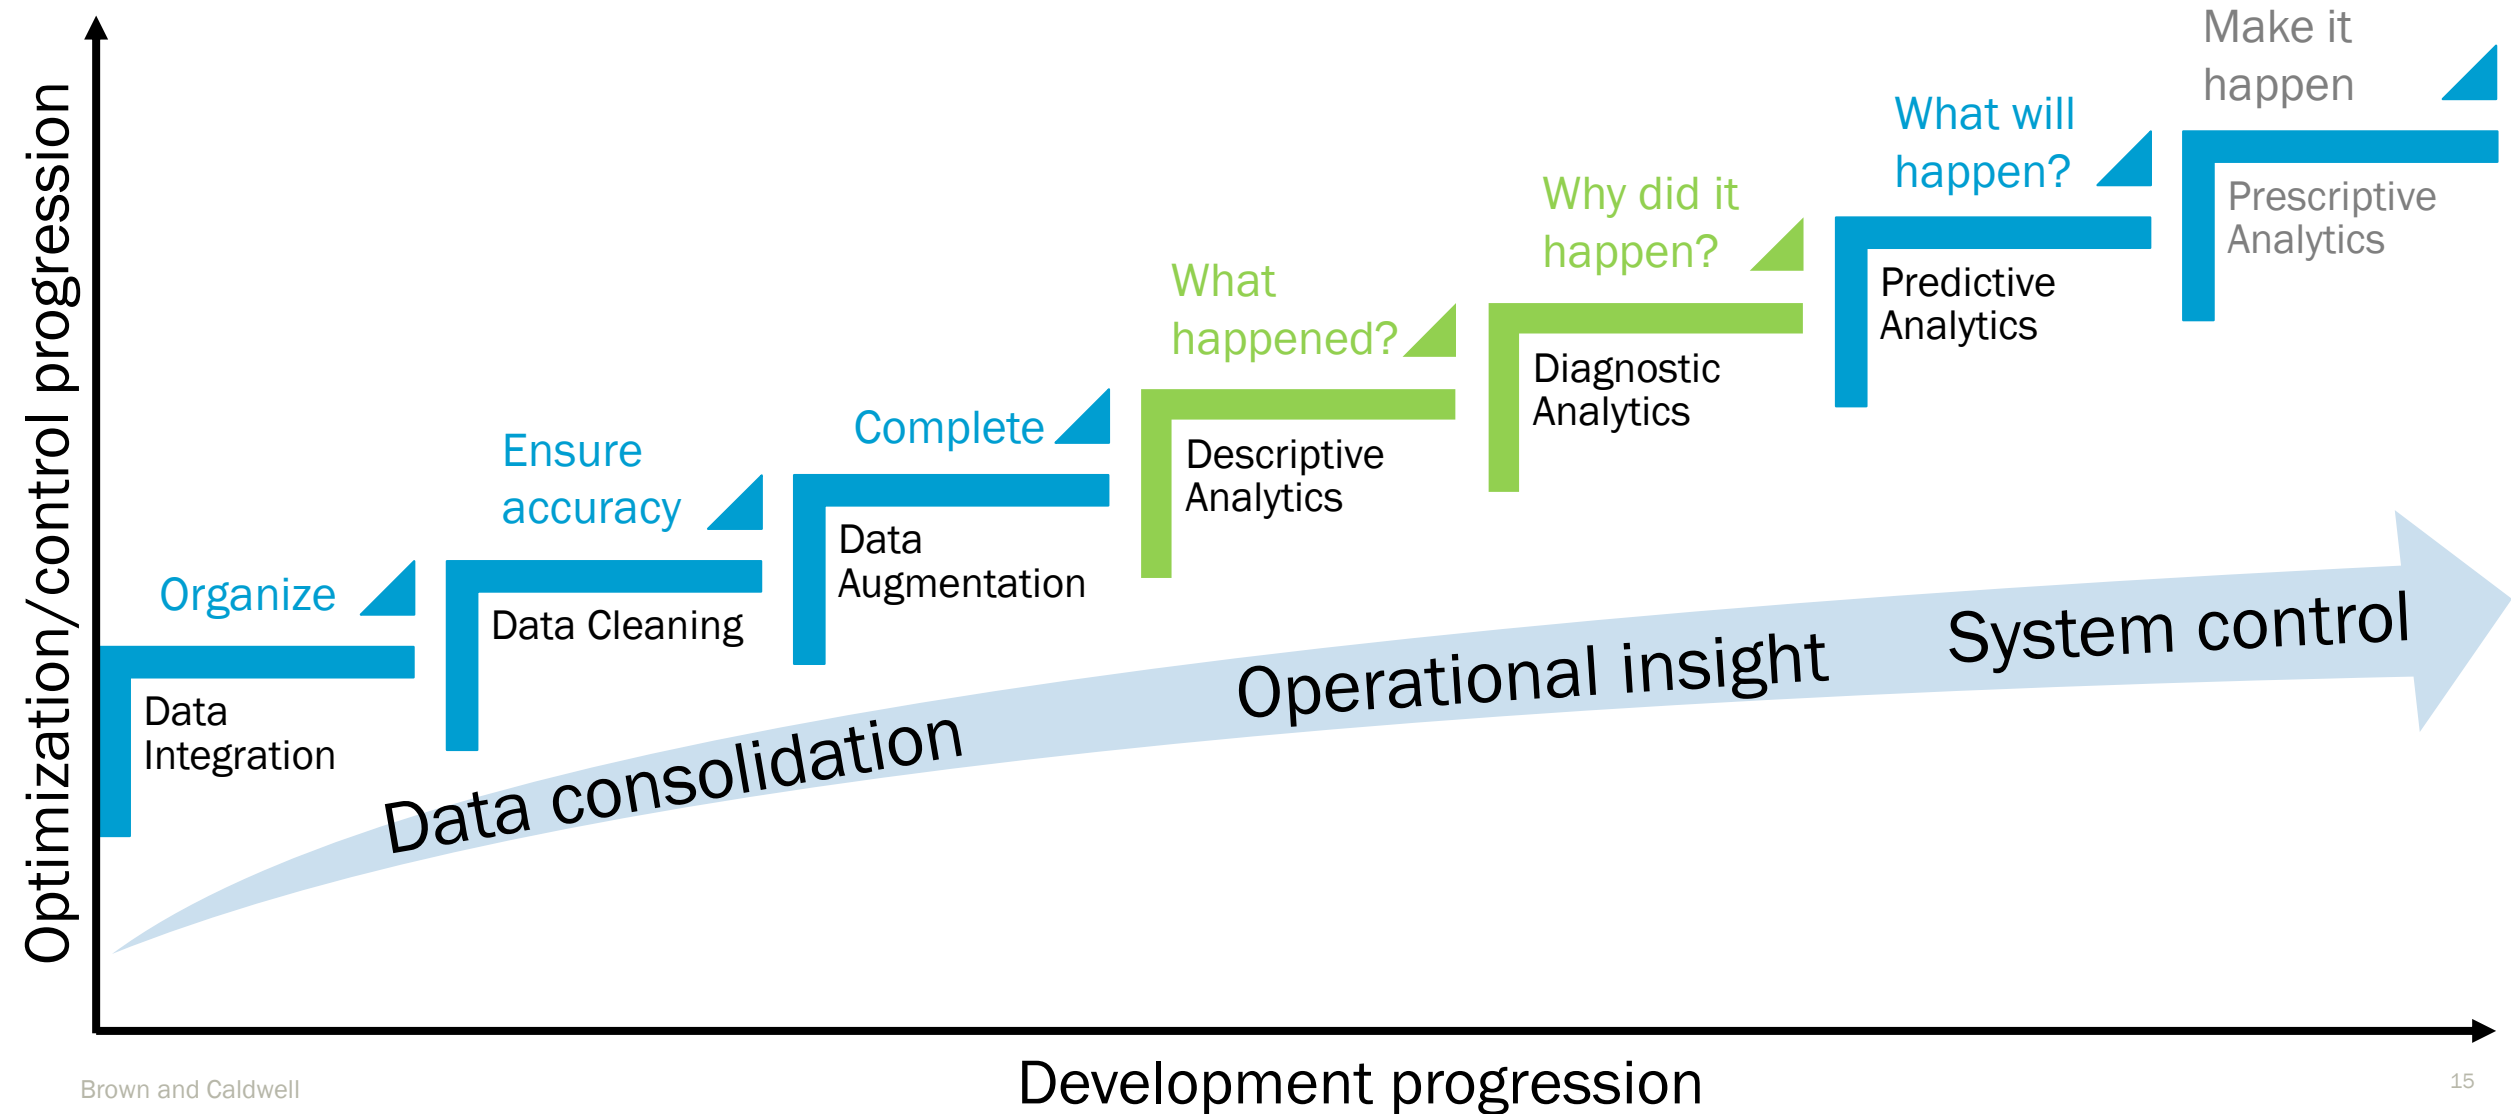 Optimization/control progression
Organize
Data
Integration
Ensure
accuracy
Data Cleaning
Complete
Data
Augmentation
What
happened?
Descriptive
Analytics
Why did it
happen?
Diagnostic
Analytics
What will
happen?
Predictive
Analytics
Make it
happen
Prescriptive
Analytics
Data consolidation
Operational insight
System control
Development progression
Brown and Caldwell
15